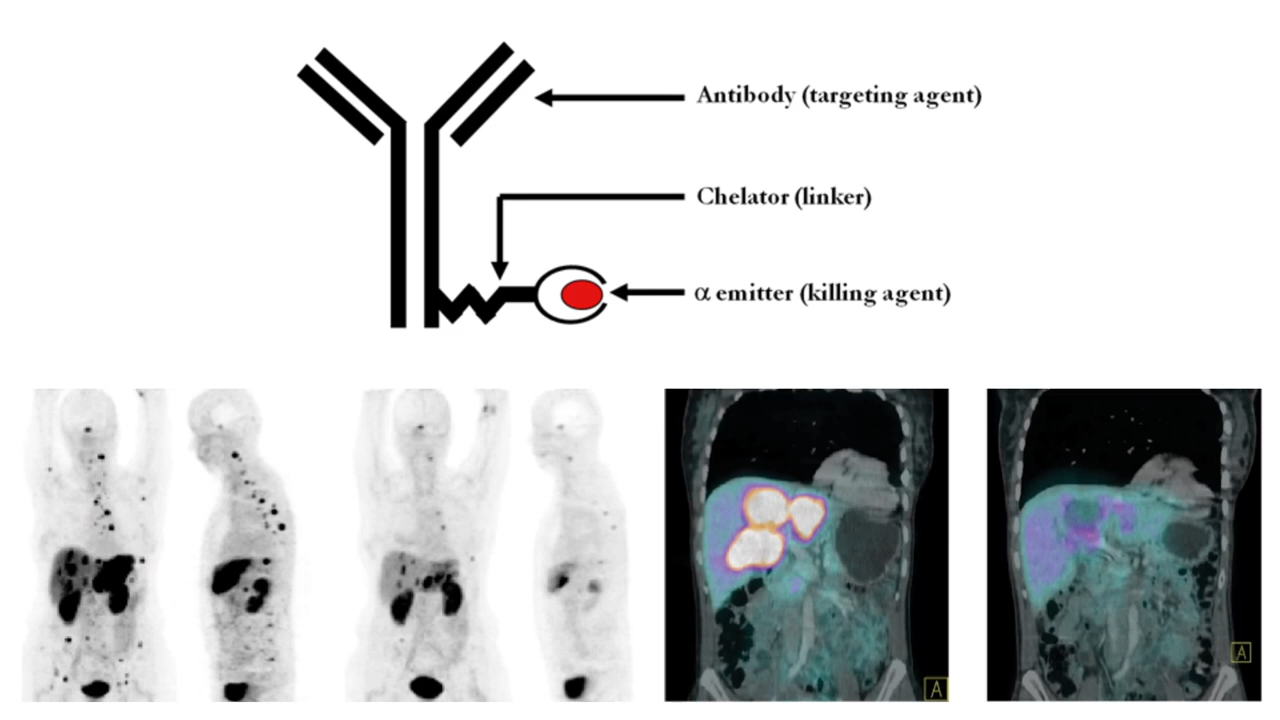 Antibody (targeting agent)
Chelator (linker)
α emitter (killing agent)
A
A